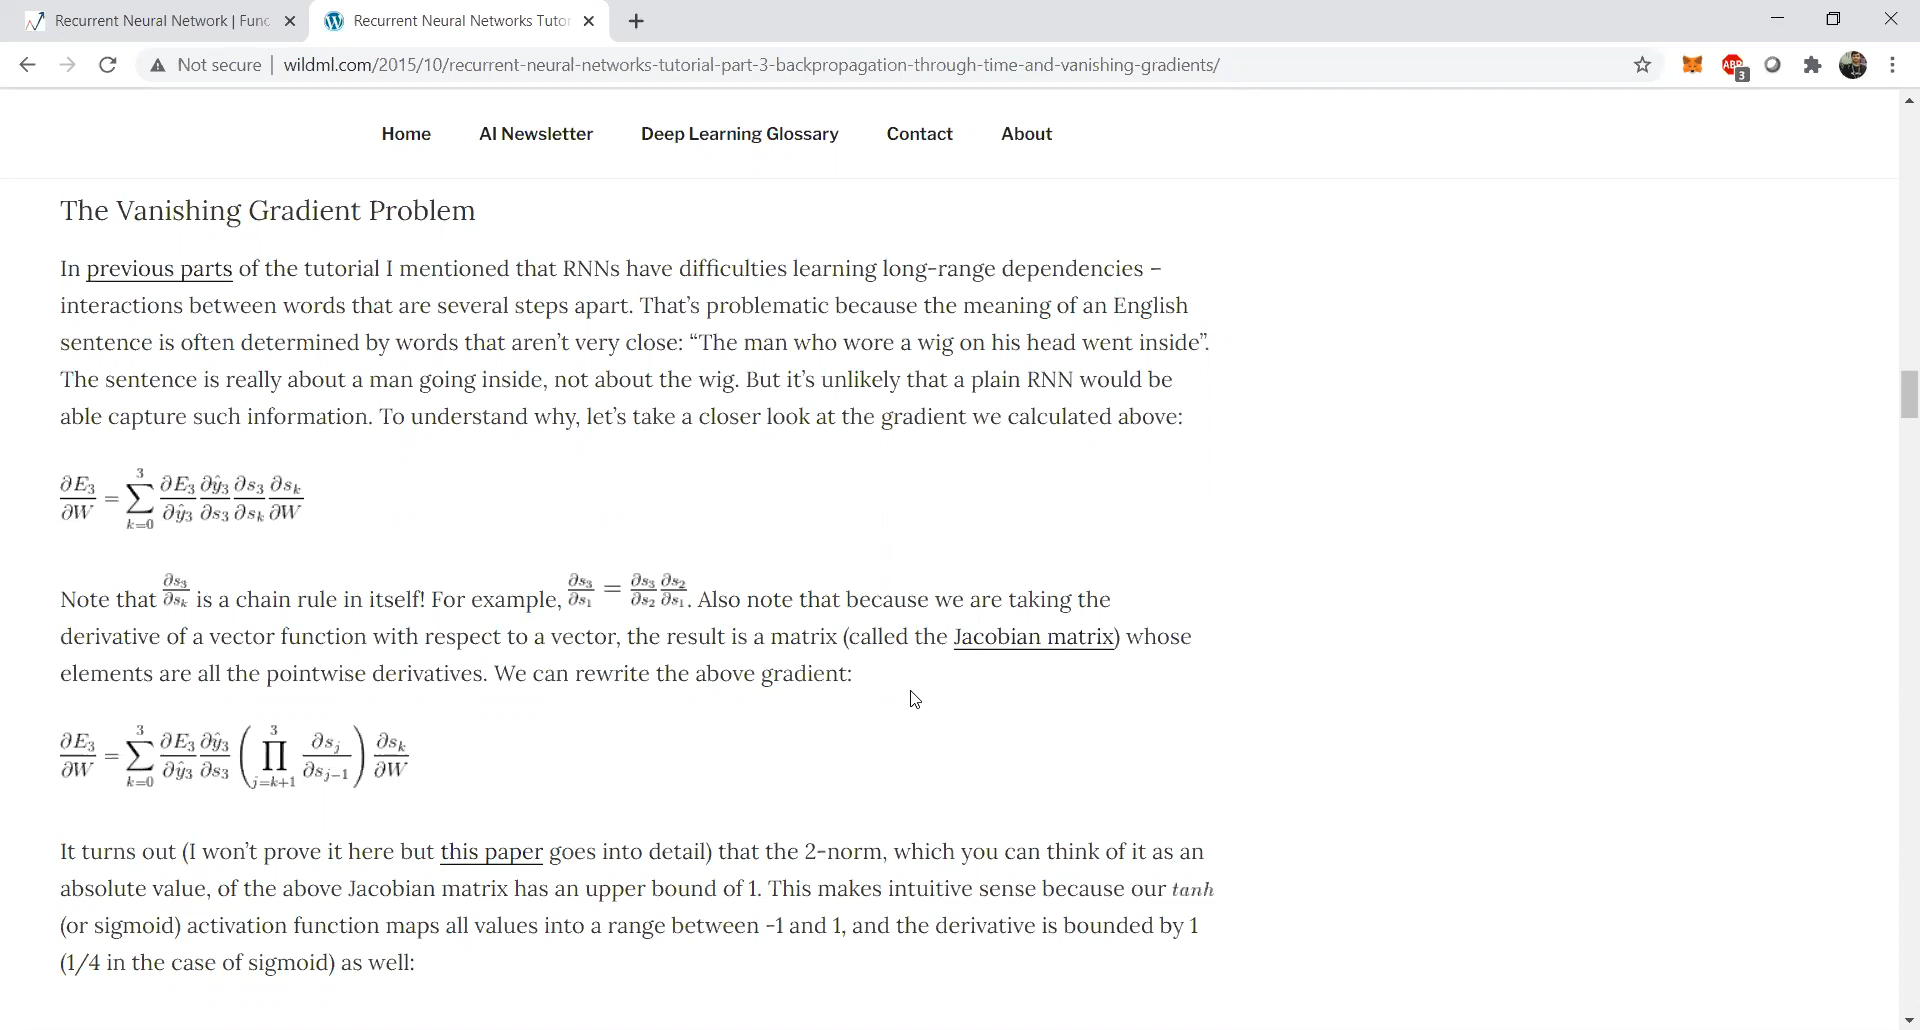 Recurrent Neural Network | Func
Recurrent Neural Networks Tutor
Not secure | wildml.com/2015/10/recurrent-neural-networks-tutorial-part-3-backpropagation-through-time-and-vanishing-gradients/
ABP
3
Home AI Newsletter Deep Learning Glossary Contact About
The Vanishing Gradient Problem
In previous parts of the tutorial I mentioned that RNNs have difficulties learning long-range dependencies –
interactions between words that are several steps apart. That’s problematic because the meaning of an English
sentence is often determined by words that aren’t very close: “The man who wore a wig on his head went inside”.
The sentence is really about a man going inside, not about the wig. But it’s unlikely that a plain RNN would be
able capture such information. To understand why, let’s take a closer look at the gradient we calculated above:
∂E₃/∂W = ∑_{k=0}^{3} ∂E₃/∂ŷ₃ ∂ŷ₃/∂s₃ ∂s₃/∂sₖ ∂sₖ/∂W
Note that ∂s₃/∂sₖ is a chain rule in itself! For example, ∂s₃/∂s₁ = ∂s₃/∂s₂ ∂s₂/∂s₁. Also note that because we are taking the
derivative of a vector function with respect to a vector, the result is a matrix (called the Jacobian matrix) whose
elements are all the pointwise derivatives. We can rewrite the above gradient:
∂E₃/∂W = ∑_{k=0}^{3} ∂E₃/∂ŷ₃ ∂ŷ₃/∂s₃ (∏_{j=k+1}^{3} ∂sⱼ/∂sⱼ₋₁) ∂sₖ/∂W
It turns out (I won’t prove it here but this paper goes into detail) that the 2-norm, which you can think of it as an
absolute value, of the above Jacobian matrix has an upper bound of 1. This makes intuitive sense because our tanh
(or sigmoid) activation function maps all values into a range between -1 and 1, and the derivative is bounded by 1
(1/4 in the case of sigmoid) as well: